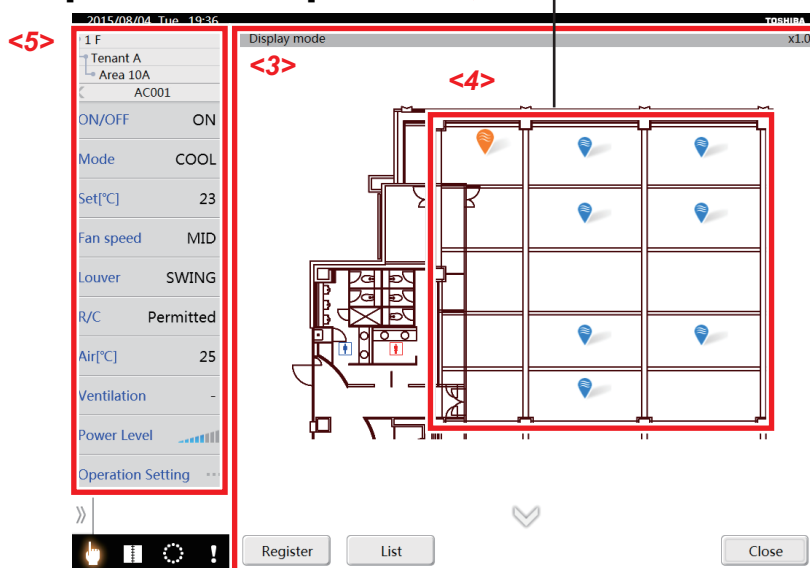 2015/08/04 Tue 19:36 TOSHIBA
<5>
1 F
Tenant A
Area 10A
AC001
ON/OFF ON
Mode COOL
Set[°C] 23
Fan speed MID
Louver SWING
R/C Permitted
Air[°C] 25
Ventilation -
Power Level
Operation Setting ···
Display mode x1.0
<3>
<4>
Register List Close